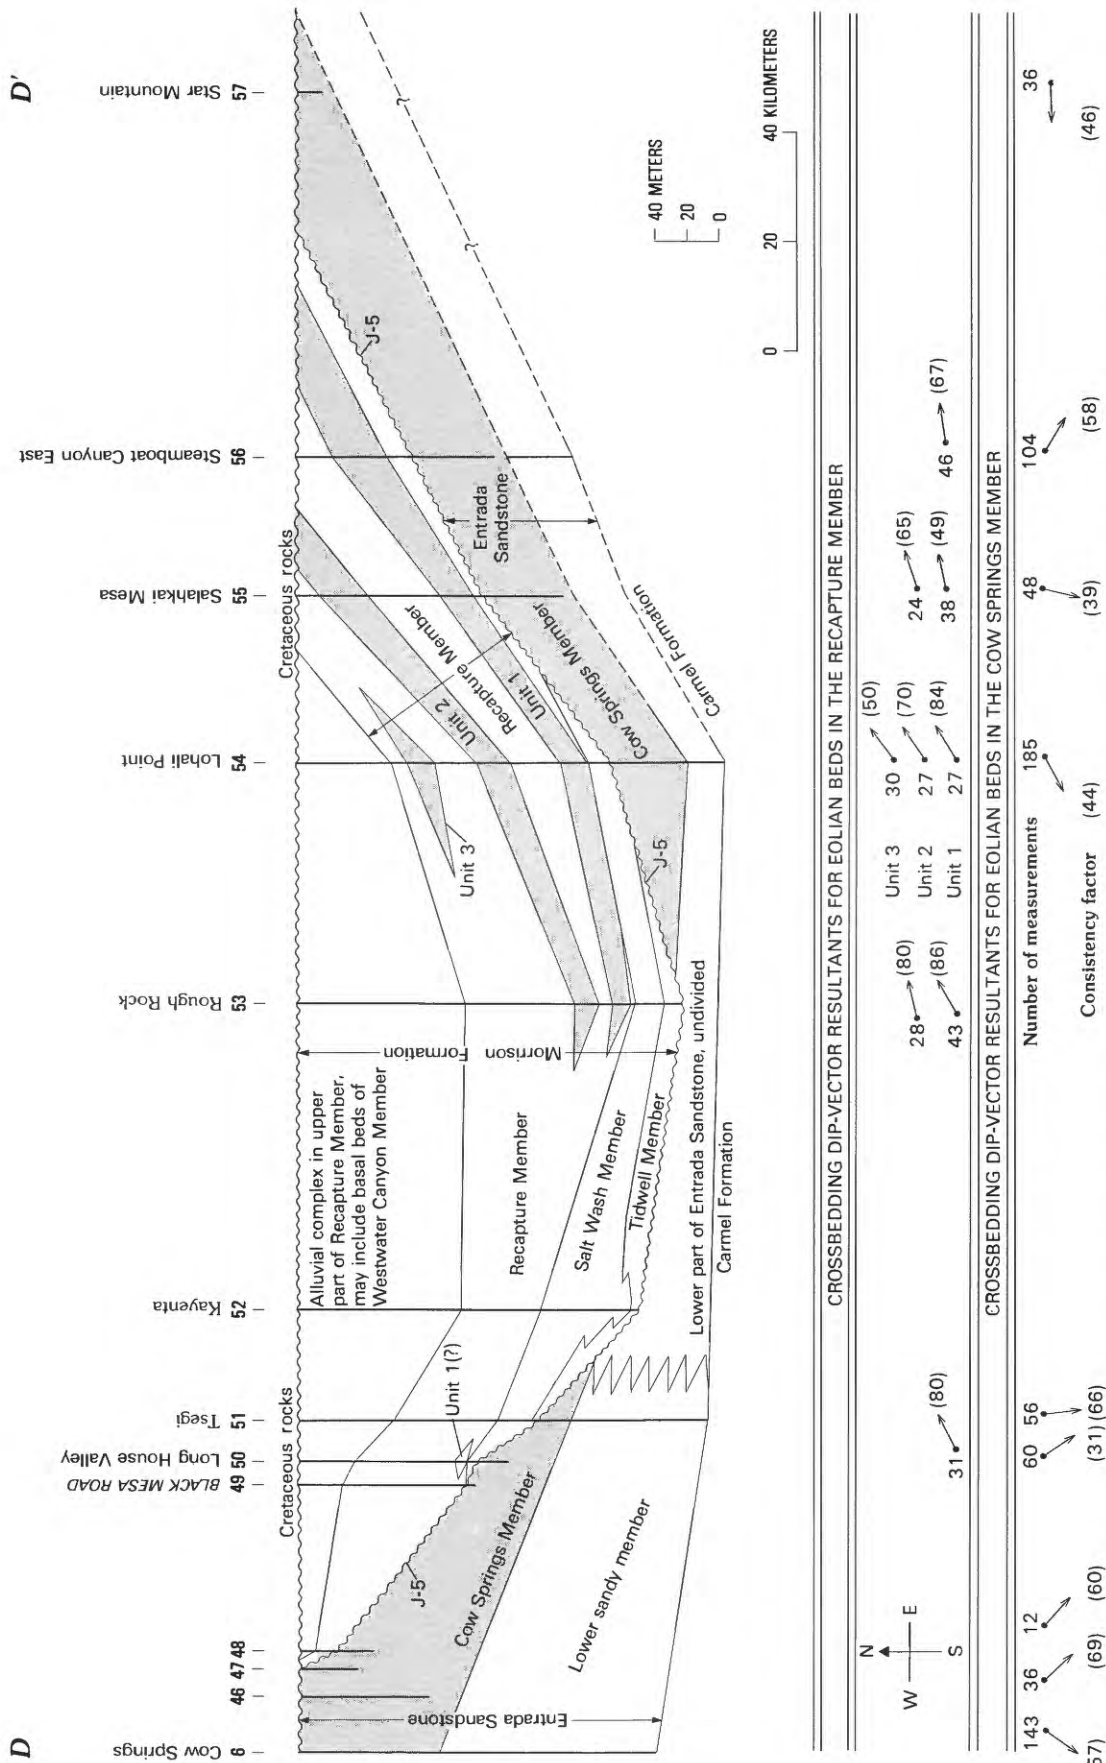 D
D'
Cow Springs
6
46
47
48
BLACK MESA ROAD
49
Long House Valley
50
Tsegi
51
Kayenta
52
Rough Rock
53
Lohali Point
54
Salahkai Mesa
55
Steamboat Canyon East
56
Star Mountain
57
Cretaceous rocks
Cretaceous rocks
Alluvial complex in upper
part of Recapture Member,
may include basal beds of
Westwater Canyon Member
Morrison Formation
Unit 1(?)
Unit 3
Unit 2
Recapture Member
Unit 1
Recapture Member
Salt Wash Member
Tidwell Member
J-5
J-5
J-5
Entrada Sandstone
Cow Springs Member
Lower sandy member
Lower part of Entrada Sandstone, undivided
Carmel Formation
Cow Springs Member
Entrada
Sandstone
Carmel Formation
?
?
40 METERS
20
0
0 20 40 KILOMETERS
CROSSBEDDING DIP-VECTOR RESULTANTS FOR EOLIAN BEDS IN THE RECAPTURE MEMBER
N
W E
S
31 (80)
28 (80)
43 (86)
Unit 3 30 (50)
Unit 2 27 (70)
Unit 1 27 (84)
24 (65)
38 (49)
46 (67)
CROSSBEDDING DIP-VECTOR RESULTANTS FOR EOLIAN BEDS IN THE COW SPRINGS MEMBER
143 36 12 60 56 Number of measurements 185 48 104 36
57) (69) (60) (31) (66) Consistency factor (44) (39) (58) (46)